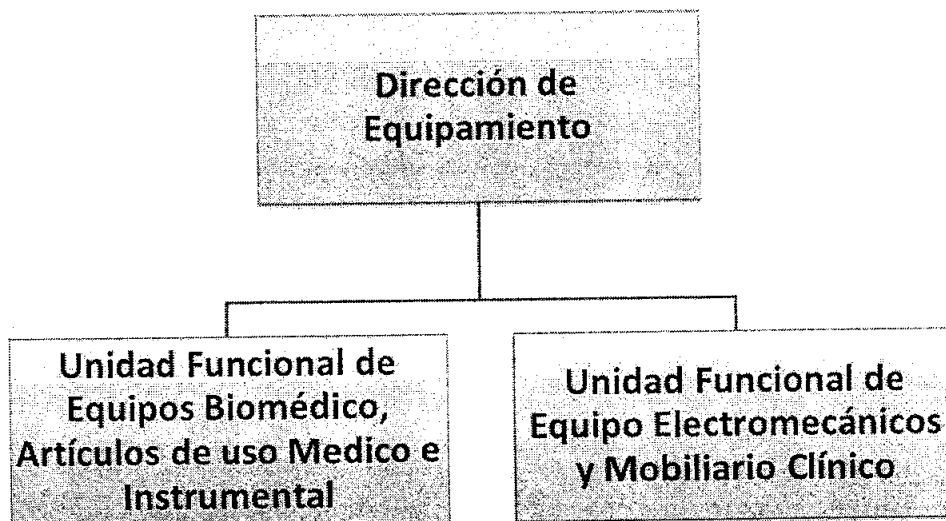 Dirección de
Equipamiento
Unidad Funcional de
Equipos Biomédico,
Artículos de uso Medico e
Instrumental
Unidad Funcional de
Equipo Electromecánicos
y Mobiliario Clínico